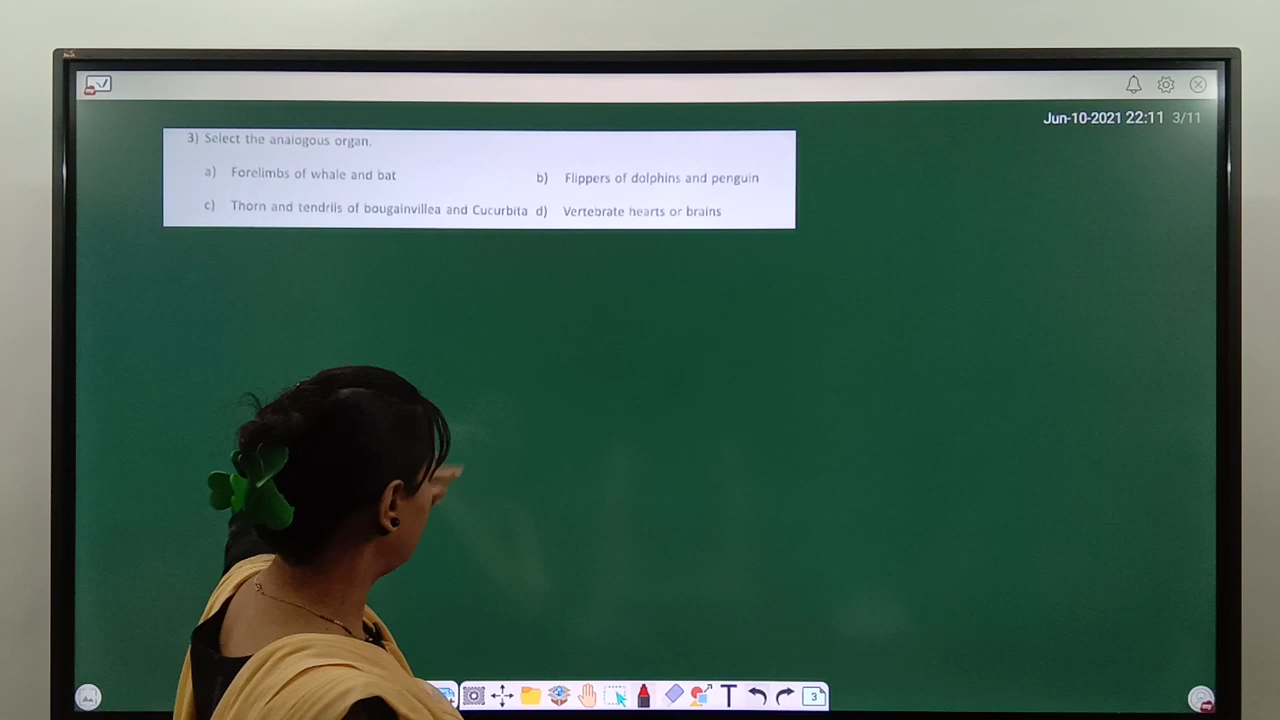 Jun-10-2021 22:11 3/11
3) Select the analogous organ.
a) Forelimbs of whale and bat b) Flippers of dolphins and penguin
c) Thorn and tendrils of bougainvillea and Cucurbita d) Vertebrate hearts or brains
T 3